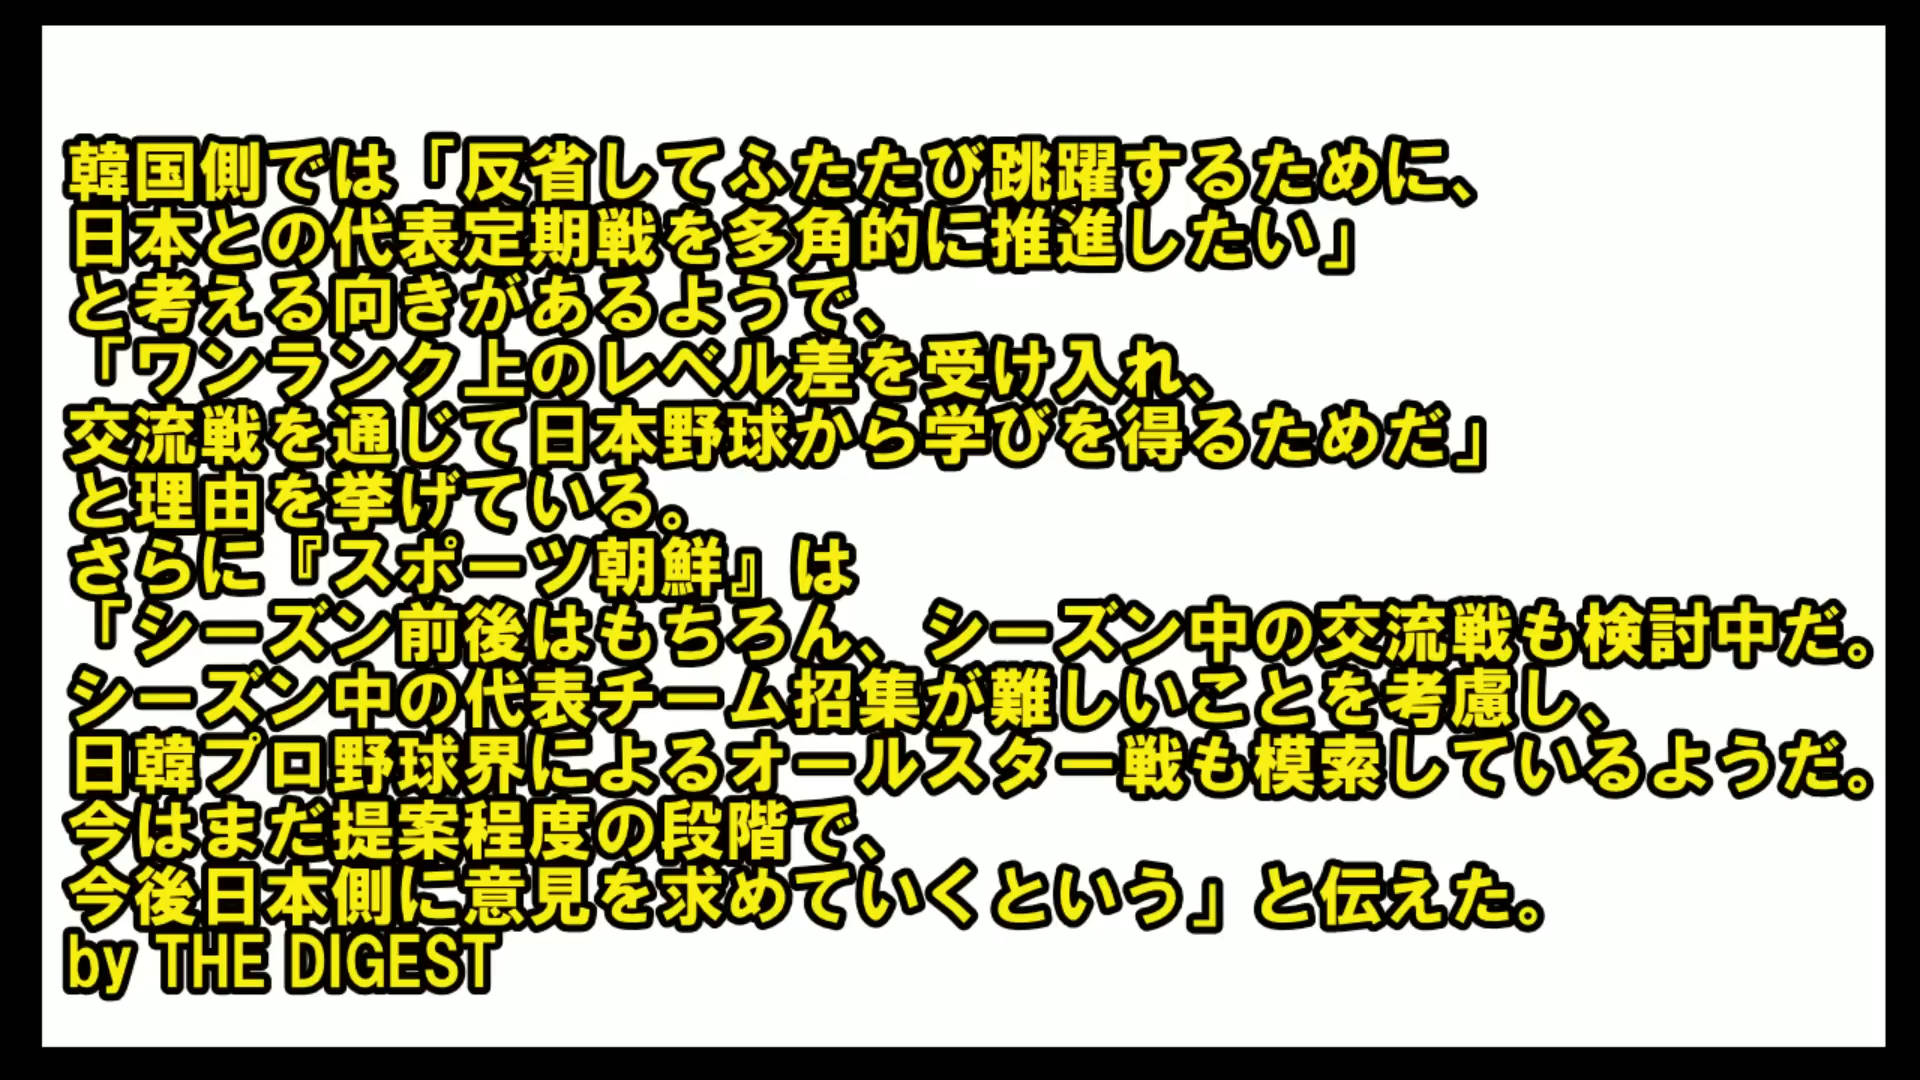 韓国側では「反省してふたたび跳躍するために、
日本との代表定期戦を多角的に推進したい」
と考える向きがあるようで、
「ワンランク上のレベル差を受け入れ、
交流戦を通じて日本野球から学びを得るためだ」
と理由を挙げている。
さらに『スポーツ朝鮮』は
「シーズン前後はもちろん、シーズン中の交流戦も検討中だ。
シーズン中の代表チーム招集が難しいことを考慮し、
日韓プロ野球界によるオールスター戦も模索しているようだ。
今はまだ提案程度の段階で、
今後日本側に意見を求めていくという」と伝えた。
by THE DIGEST